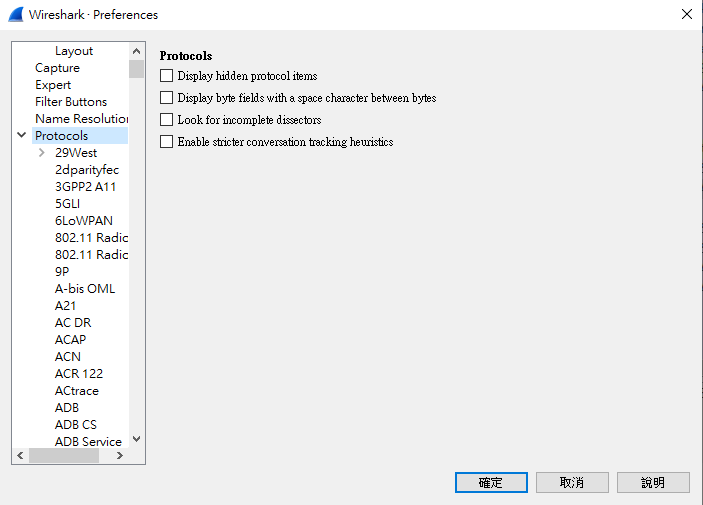 Wireshark · Preferences
Layout
Capture
Expert
Filter Buttons
Name Resolution
Protocols
29West
2dparityfec
3GPP2 A11
5GLI
6LoWPAN
802.11 Radic
802.11 Radic
9P
A-bis OML
A21
AC DR
ACAP
ACN
ACR 122
ACtrace
ADB
ADB CS
ADB Service
Protocols
Display hidden protocol items
Display byte fields with a space character between bytes
Look for incomplete dissectors
Enable stricter conversation tracking heuristics
確定
取消
說明